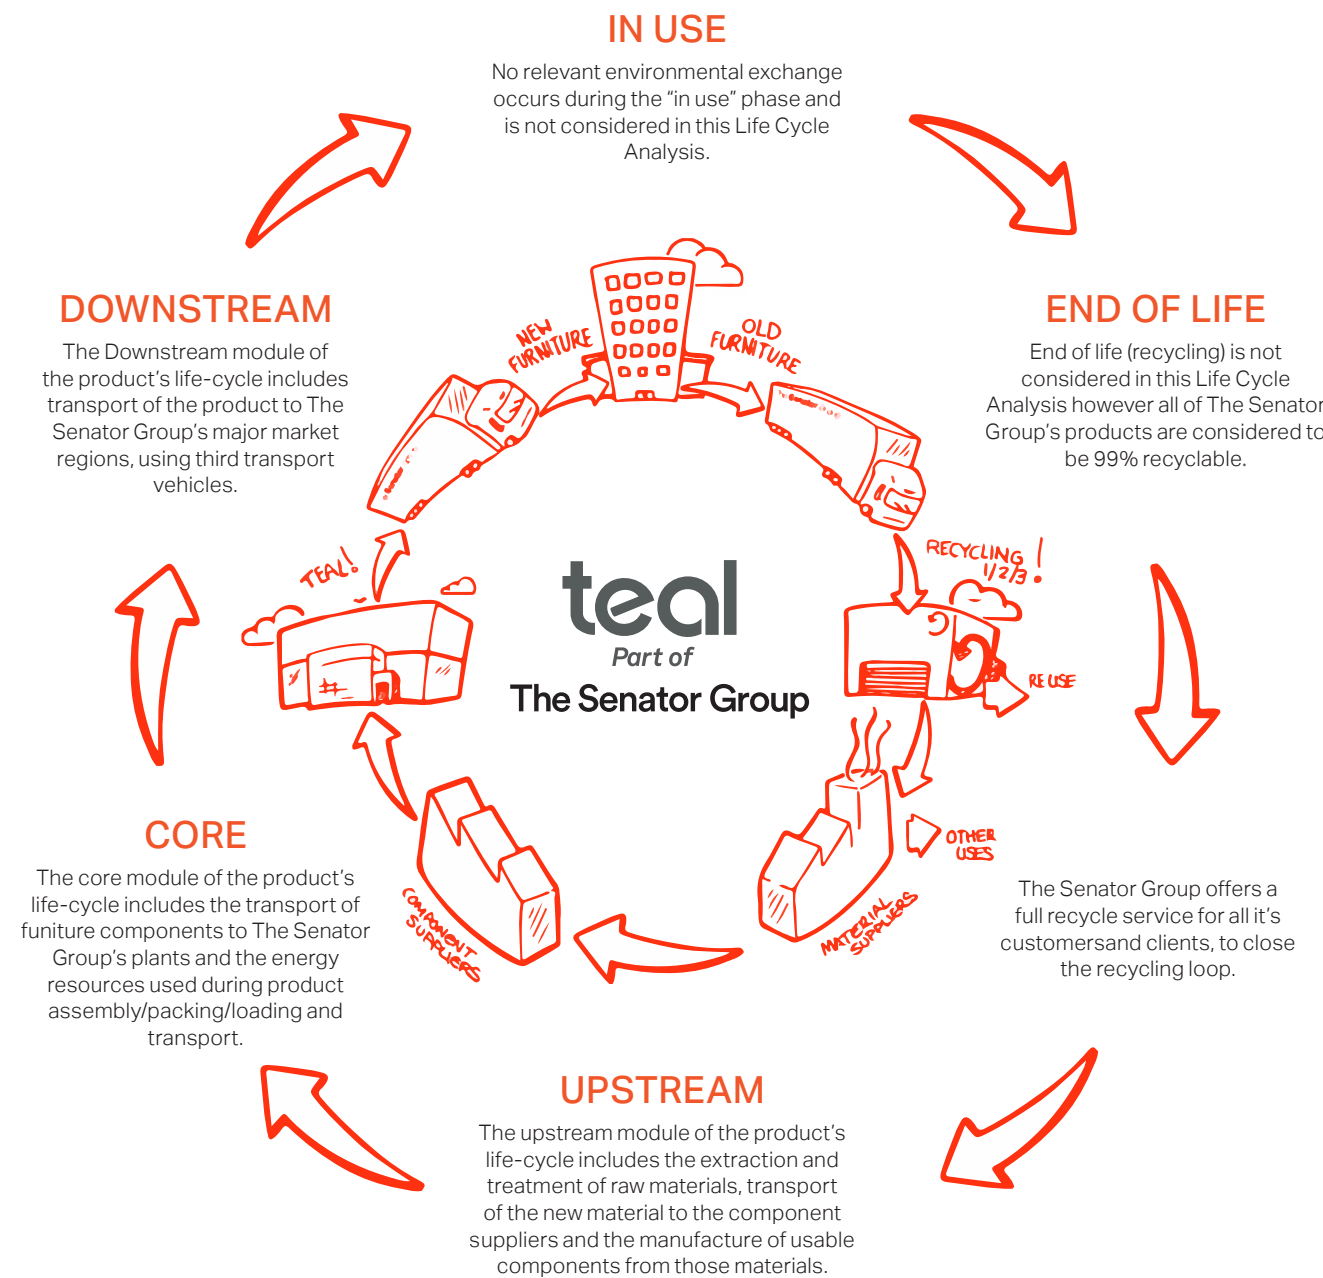 IN USE
No relevant environmental exchange
occurs during the “in use” phase and
is not considered in this Life Cycle
Analysis.
DOWNSTREAM
The Downstream module of
the product’s life-cycle includes
transport of the product to The
Senator Group’s major market
regions, using third transport
vehicles.
END OF LIFE
End of life (recycling) is not
considered in this Life Cycle
Analysis however all of The Senator
Group’s products are considered to
be 99% recyclable.
NEW
FURNITURE
OLD
FURNITURE
Senator
Senator
TEAL!
RECYCLING
1/2/3!
RE USE
teal
Part of
The Senator Group
OTHER
USES
COMPONENT
SUPPLIERS
MATERIAL
SUPPLIERS
CORE
The core module of the product’s
life-cycle includes the transport of
funiture components to The Senator
Group’s plants and the energy
resources used during product
assembly/packing/loading and
transport.
The Senator Group offers a
full recycle service for all it’s
customersand clients, to close
the recycling loop.
UPSTREAM
The upstream module of the product’s
life-cycle includes the extraction and
treatment of raw materials, transport
of the new material to the component
suppliers and the manufacture of usable
components from those materials.